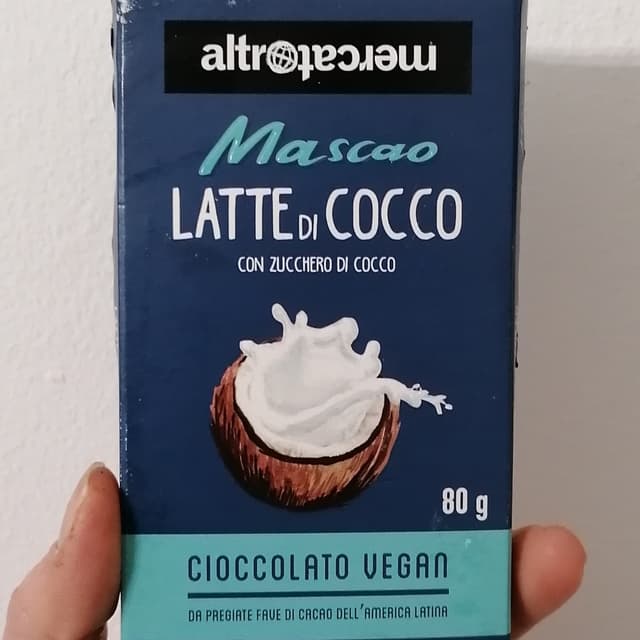 altromercato
Mascao
LATTE DI COCCO
CON ZUCCHERO DI COCCO
80 g
CIOCCOLATO VEGAN
DA PREGIATE FAVE DI CACAO DELL'AMERICA LATINA